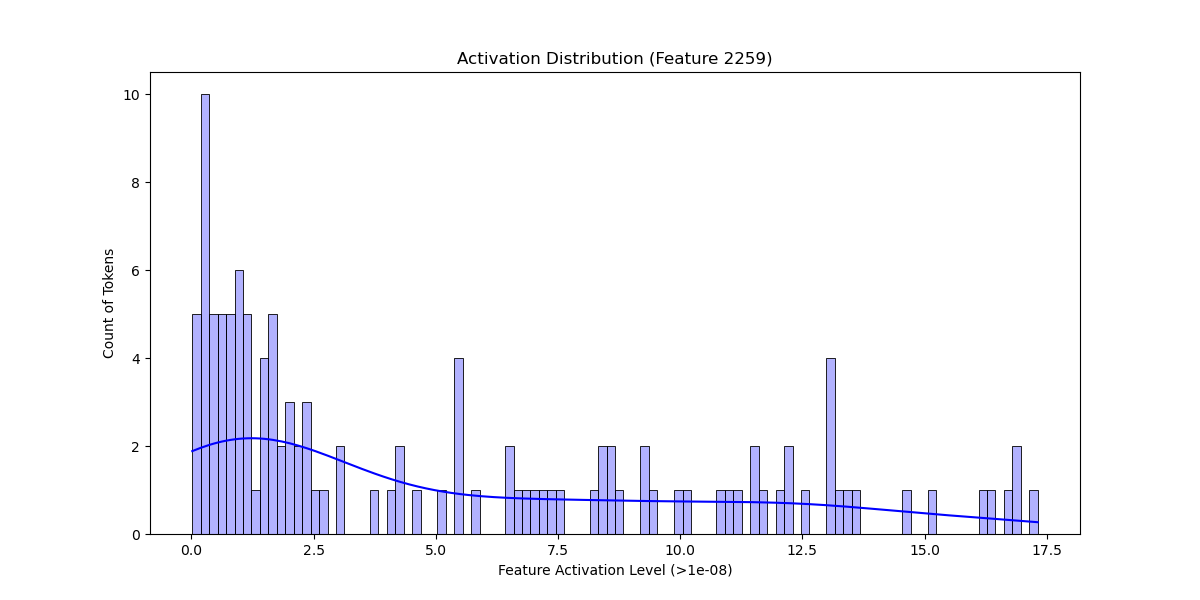 Activation Distribution (Feature 2259)
10
8
6
4
2
0
Count of Tokens
0.0 2.5 5.0 7.5 10.0 12.5 15.0 17.5
Feature Activation Level (>1e-08)